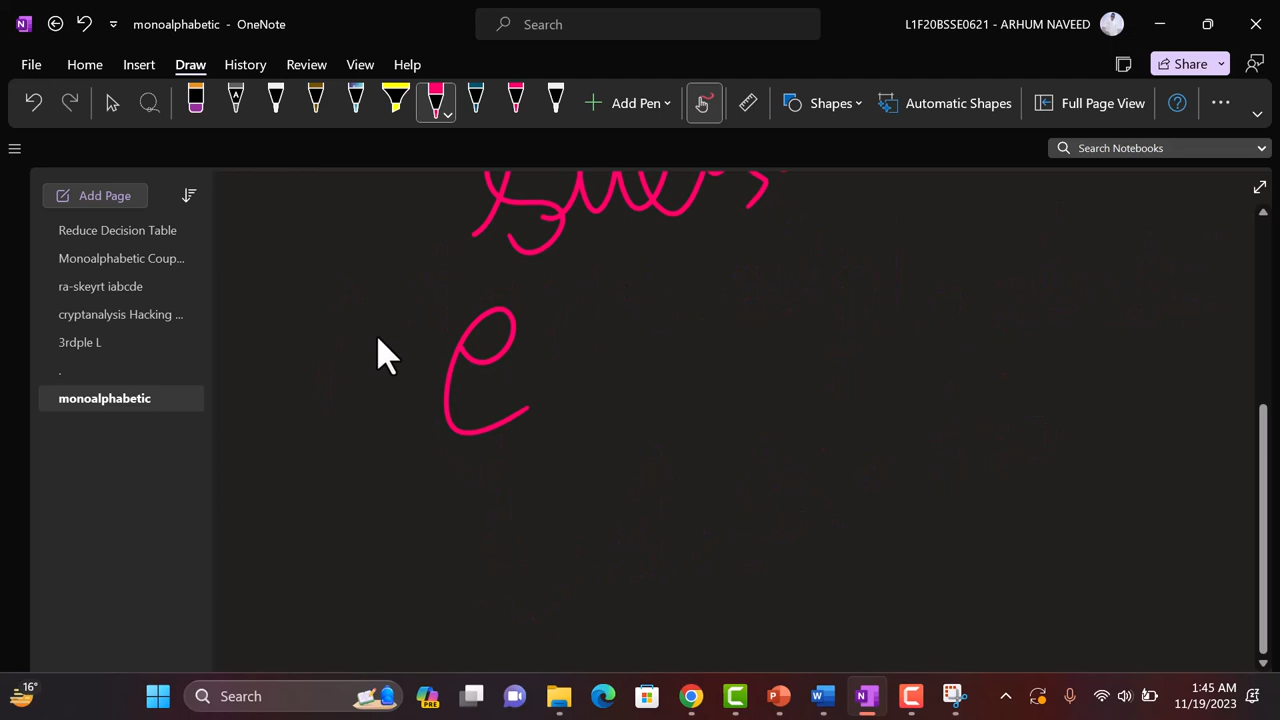 monoalphabetic - OneNote
Search
L1F20BSSE0621 - ARHUM NAVEED
File Home Insert Draw History Review View Help
Share
Add Pen
Shapes
Automatic Shapes
Full Page View
Search Notebooks
Add Page
Reduce Decision Table
Monoalphabetic Coup...
ra-skeyrt iabcde
cryptanalysis Hacking ...
3rdple L
.
monoalphabetic
e
16°
Search
PRE
1:45 AM
11/19/2023